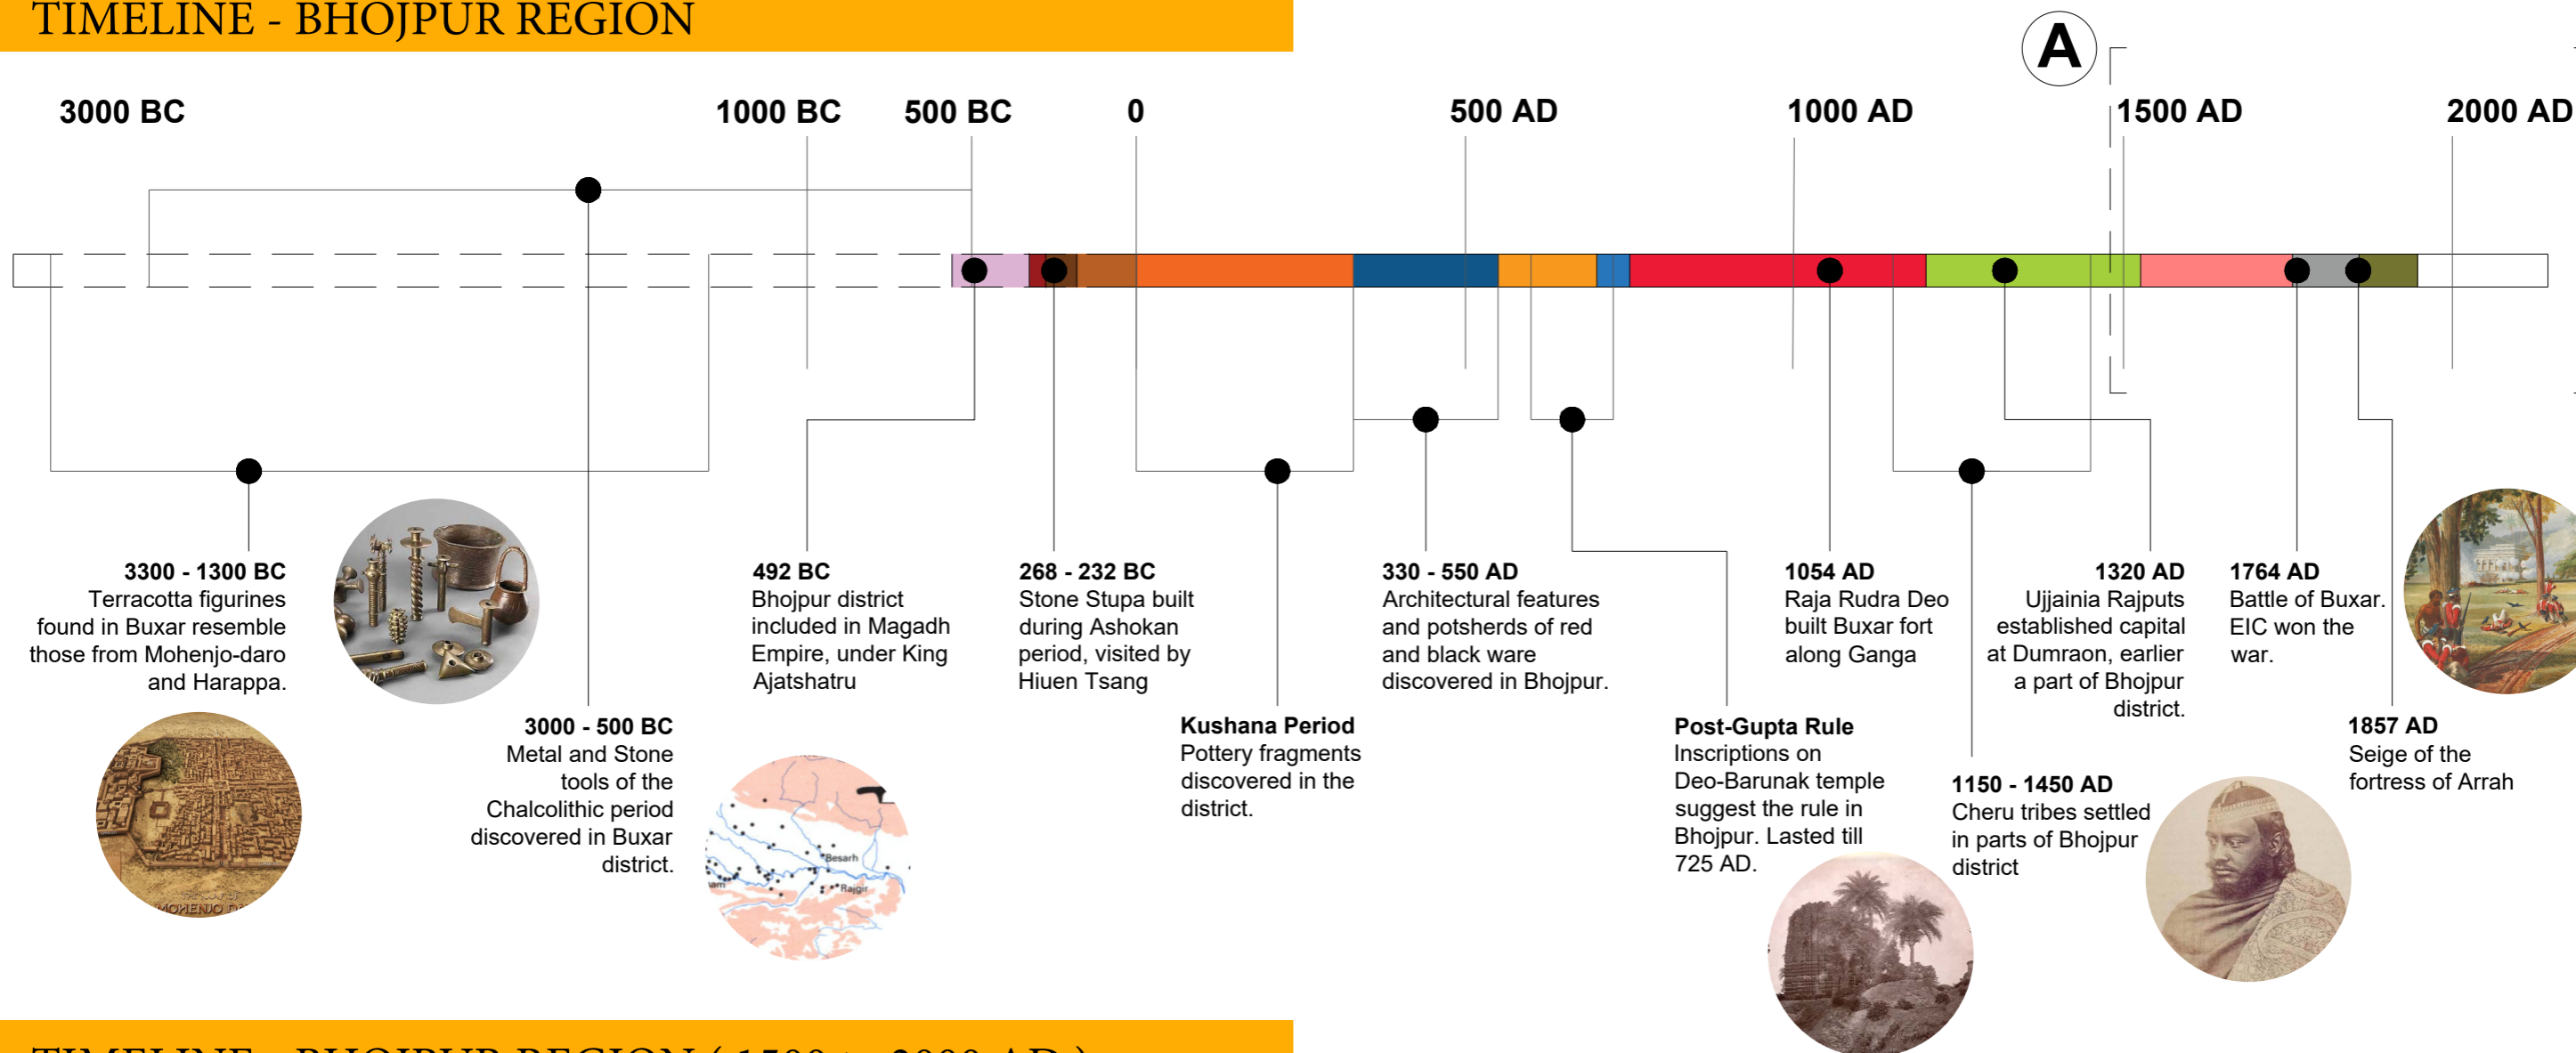 TIMELINE - BHOJPUR REGION
A
3000 BC
1000 BC
500 BC
0
500 AD
1000 AD
1500 AD
2000 AD
3300 - 1300 BC
Terracotta figurines
found in Buxar resemble
those from Mohenjo-daro
and Harappa.
3000 - 500 BC
Metal and Stone
tools of the
Chalcolithic period
discovered in Buxar
district.
492 BC
Bhojpur district
included in Magadh
Empire, under King
Ajatshatru
268 - 232 BC
Stone Stupa built
during Ashokan
period, visited by
Hiuen Tsang
Kushana Period
Pottery fragments
discovered in the
district.
330 - 550 AD
Architectural features
and potsherds of red
and black ware
discovered in Bhojpur.
Post-Gupta Rule
Inscriptions on
Deo-Barunak temple
suggest the rule in
Bhojpur. Lasted till
725 AD.
1054 AD
Raja Rudra Deo
built Buxar fort
along Ganga
1150 - 1450 AD
Cheru tribes settled
in parts of Bhojpur
district
1320 AD
Ujjainia Rajputs
established capital
at Dumraon, earlier
a part of Bhojpur
district.
1764 AD
Battle of Buxar.
EIC won the
war.
1857 AD
Seige of the
fortress of Arrah
Besarh
Rajgir
MOHENJO
TIMELINE - BHOJPUR REGION ( 1500 to 2000 AD )